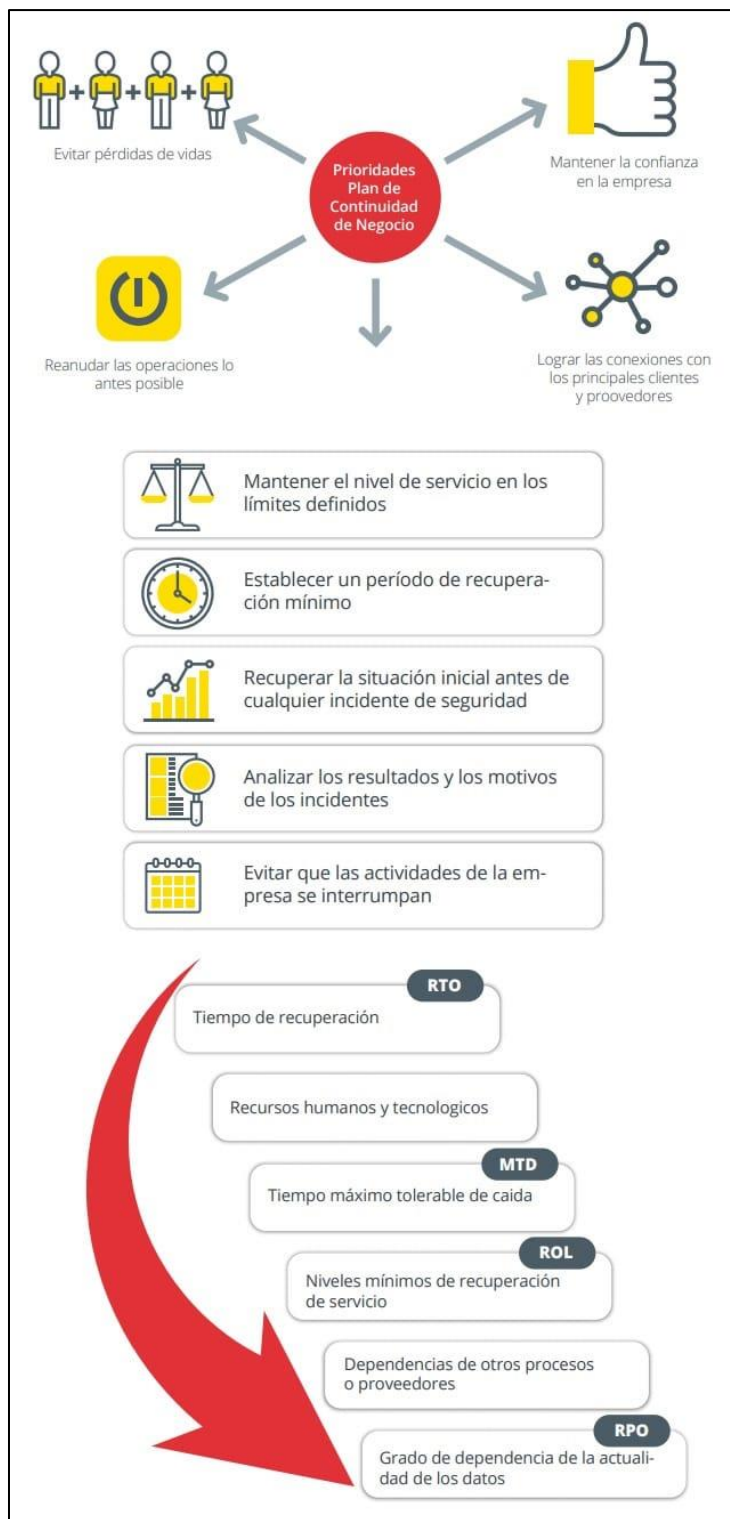 Evitar pérdidas de vidas
Prioridades
Plan de
Continuidad
de Negocio
Mantener la confianza
en la empresa
Reanudar las operaciones lo
antes posible
Lograr las conexiones con
los principales clientes
y proovedores
Mantener el nivel de servicio en los
límites definidos
Establecer un período de recupera-
ción mínimo
Recuperar la situación inicial antes de
cualquier incidente de seguridad
Analizar los resultados y los motivos
de los incidentes
Evitar que las actividades de la em-
presa se interrumpan
RTO
Tiempo de recuperación
Recursos humanos y tecnologicos
MTD
Tiempo máximo tolerable de caida
ROL
Niveles mínimos de recuperación
de servicio
Dependencias de otros procesos
o proveedores
RPO
Grado de dependencia de la actuali-
dad de los datos